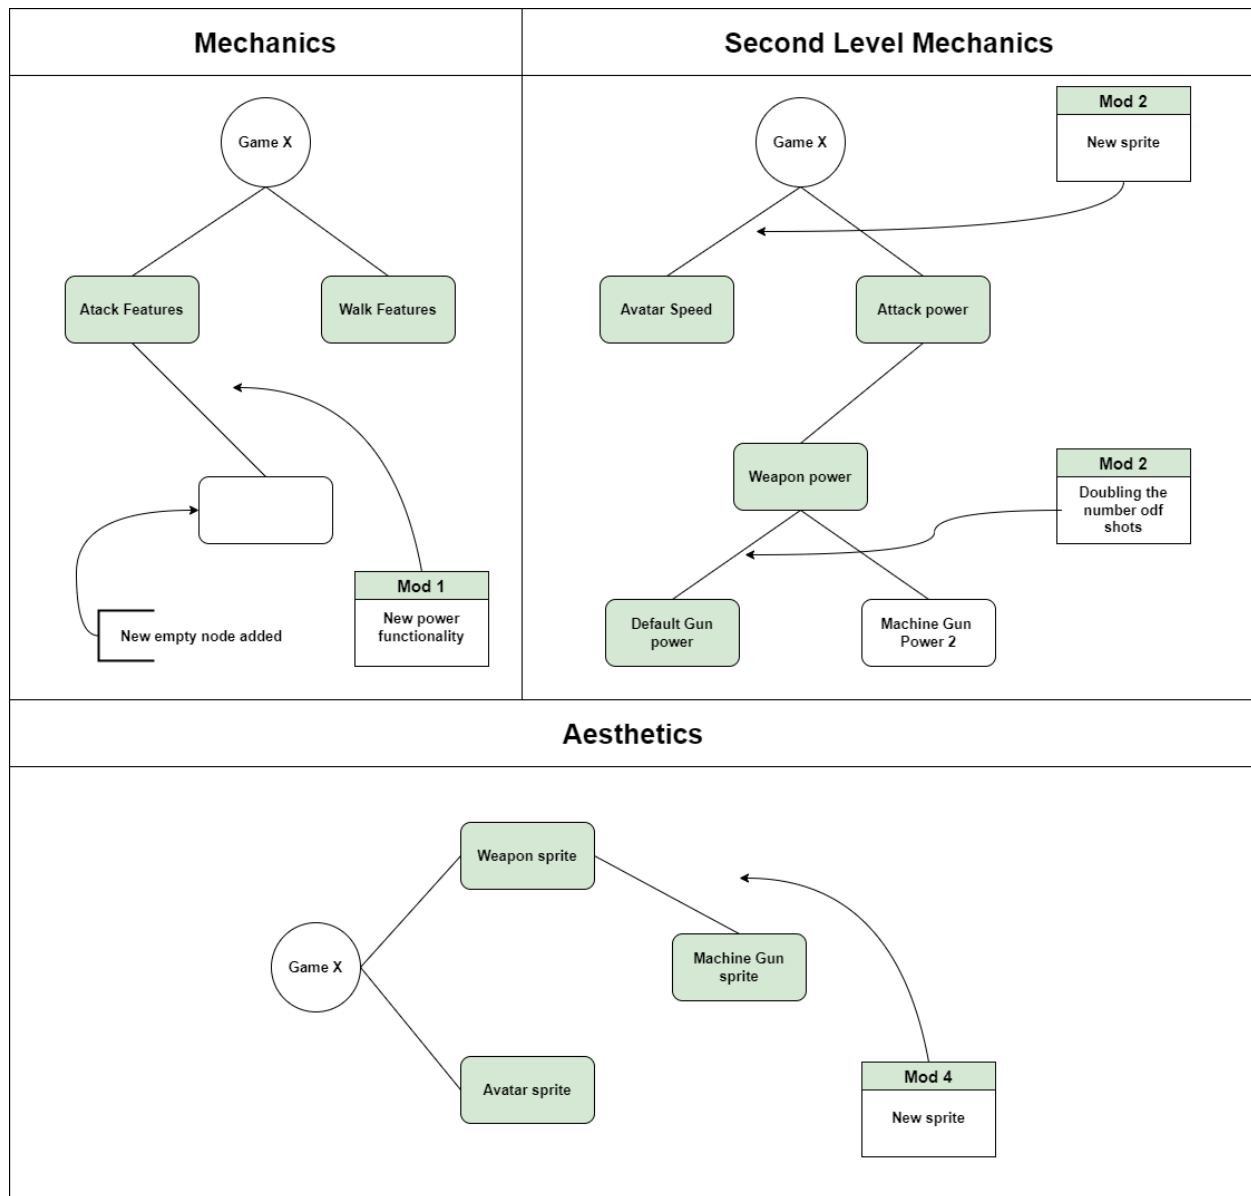 Mechanics
Second Level Mechanics
Game X
Atack Features
Walk Features
New empty node added
Mod 1
New power
functionality
Game X
Mod 2
New sprite
Avatar Speed
Attack power
Weapon power
Mod 2
Doubling the
number odf
shots
Default Gun
power
Machine Gun
Power 2
Aesthetics
Weapon sprite
Game X
Machine Gun
sprite
Avatar sprite
Mod 4
New sprite